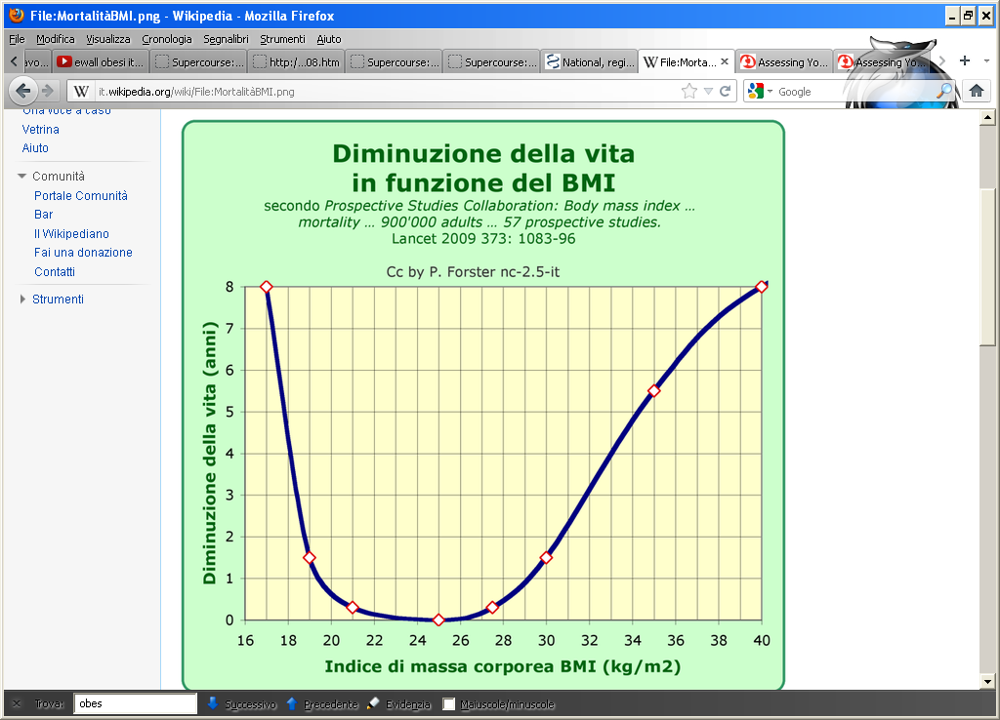 File:MortalitàBMI.png - Wikipedia - Mozilla Firefox
File Modifica Visualizza Cronologia Segnalibri Strumenti Aiuto
avo... ewall obesi it... Supercourse:... http:/...08.htm Supercourse:... Supercourse:... National, regi... File:Morta... Assessing Yo... Assessing Yo...
it.wikipedia.org/wiki/File:MortalitàBMI.png Google
Una voce a caso
Vetrina
Aiuto
Comunità
Portale Comunità
Bar
Il Wikipediano
Fai una donazione
Contatti
Strumenti
Diminuzione della vita
in funzione del BMI
secondo Prospective Studies Collaboration: Body mass index ...
mortality ... 900'000 adults ... 57 prospective studies.
Lancet 2009 373: 1083-96
Cc by P. Forster nc-2.5-it
Diminuzione della vita (anni)
8
7
6
5
4
3
2
1
0
16 18 20 22 24 26 28 30 32 34 36 38 40
Indice di massa corporea BMI (kg/m2)
Trova: obes Successivo Precedente Evidenzia Maiuscole/minuscole